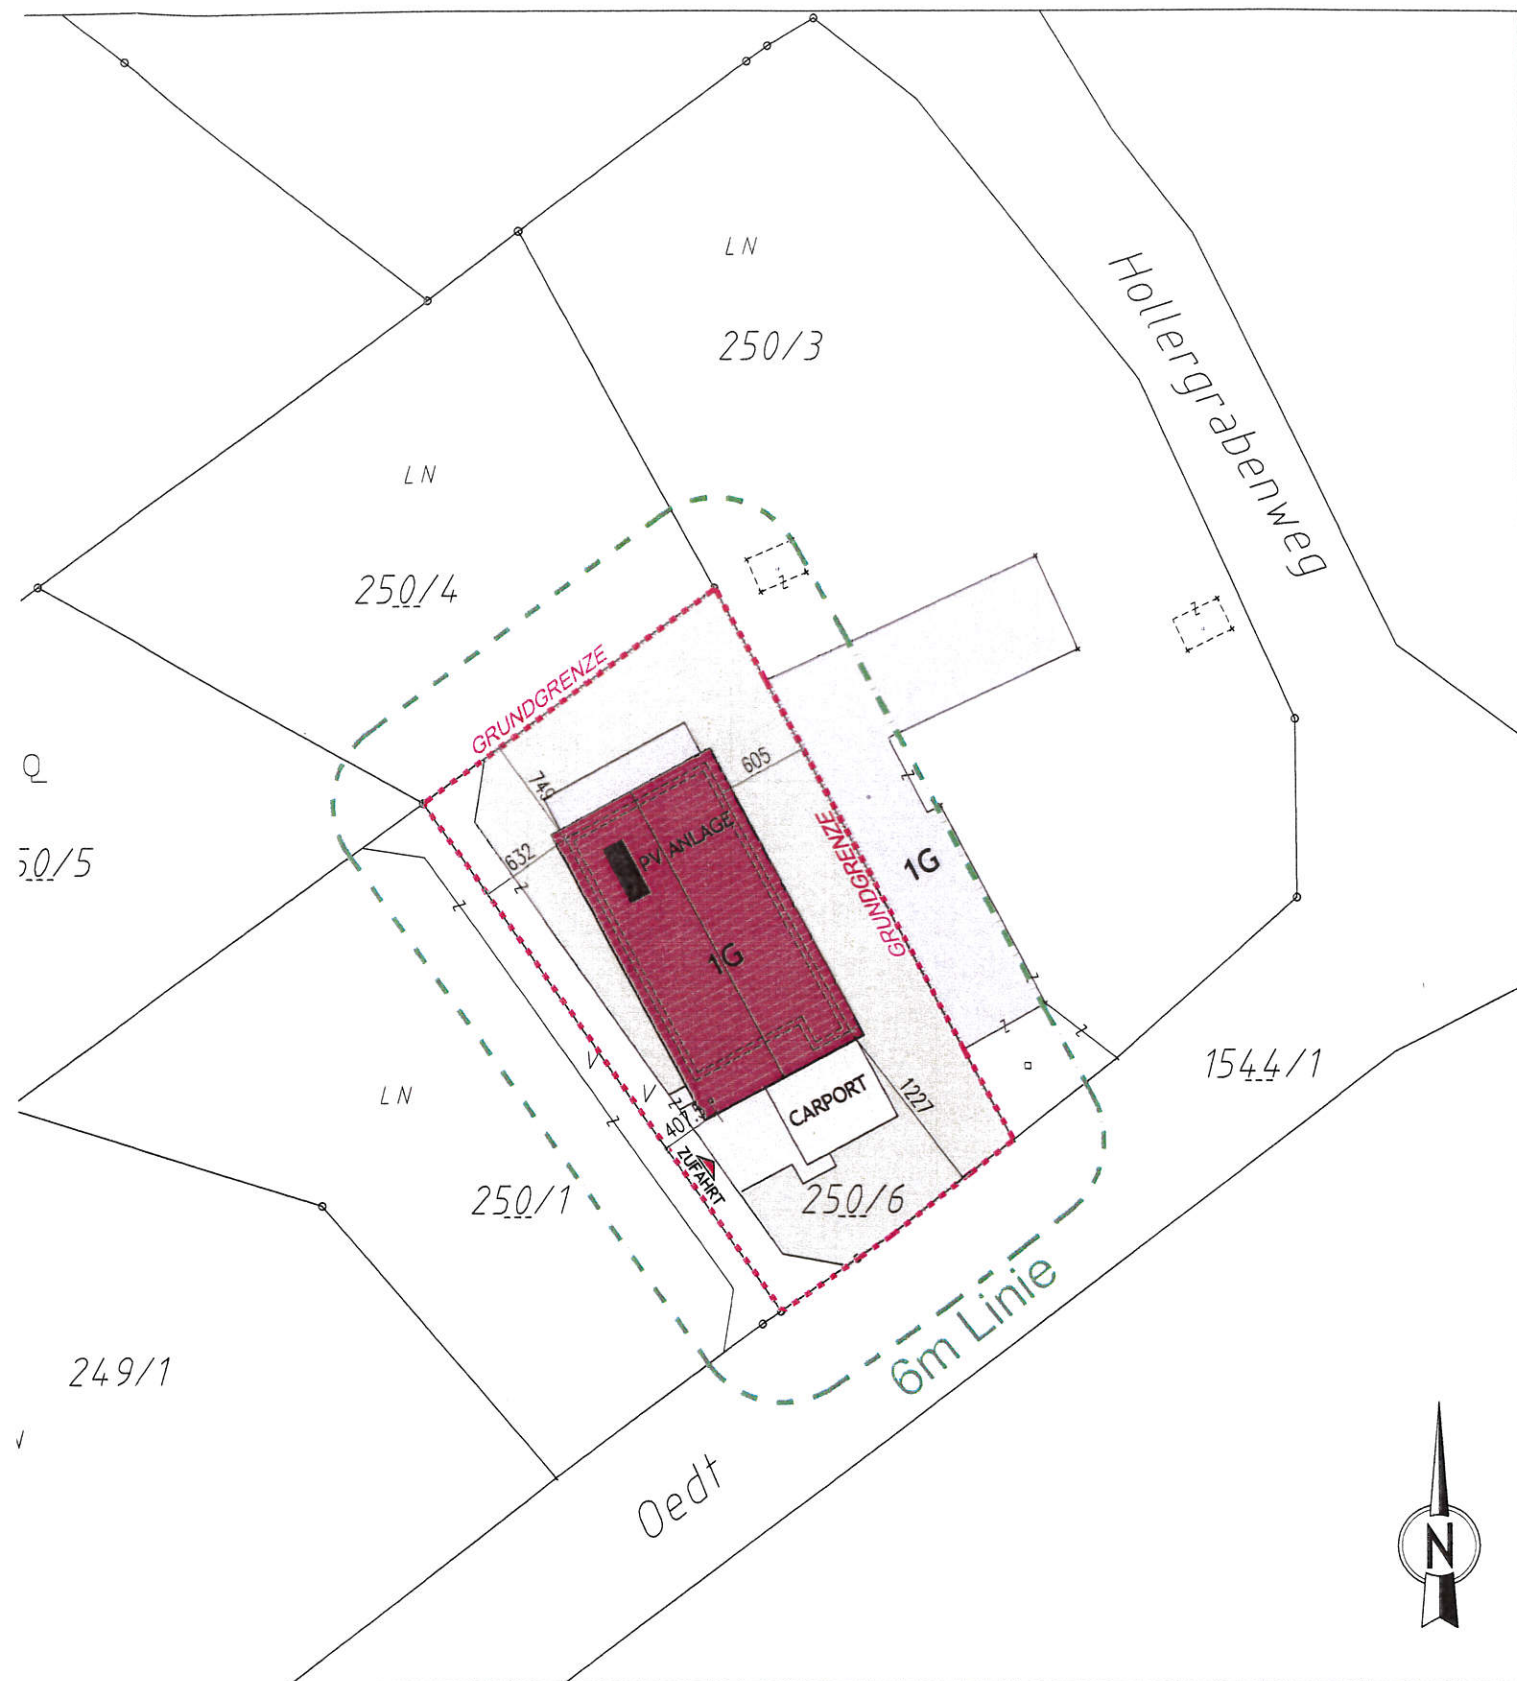 LN
250/3
Hollergrabenweg
LN
250/4
GRUNDGRENZE
Q
50/5
749
605
632
PV ANLAGE
GRUNDGRENZE
1G
1G
LN
1544/1
1227
CARPORT
ZUFAHRT
250/1
250/6
6m Linie
249/1
Oedt
N